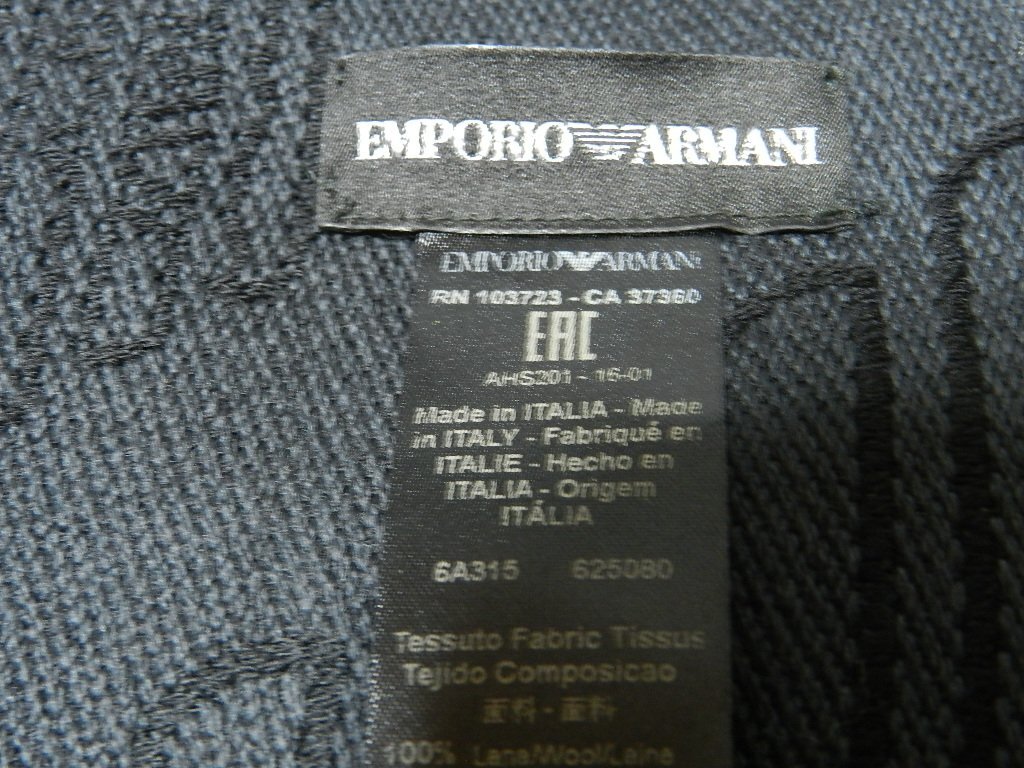 EMPORIO ARMANI
EMPORIO ARMANI
RN 103723 - CA 37360
EAC
AHS201 - 16-01
Made in ITALIA - Made
in ITALY - Fabriqué en
ITALIE - Hecho en
ITALIA - Origem
ITÁLIA
6A315 625080
Tessuto Fabric Tissus
Tejido Composicao
面料 - 面料
100% Lana/Wool/Laine